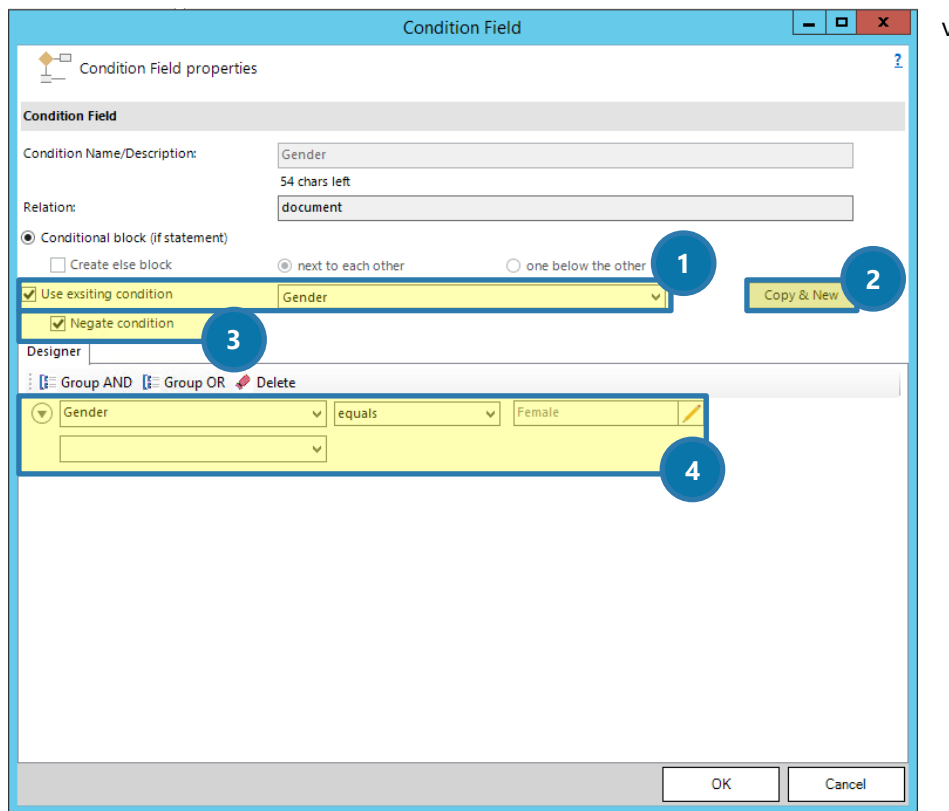 Condition Field
Condition Field properties
?
Condition Field
Condition Name/Description:
Gender
54 chars left
Relation:
document
Conditional block (if statement)
Create else block
next to each other
one below the other
1
Use exsiting condition
Gender
Copy & New
2
Negate condition
3
Designer
Group AND
Group OR
Delete
Gender
equals
Female
4
OK
Cancel